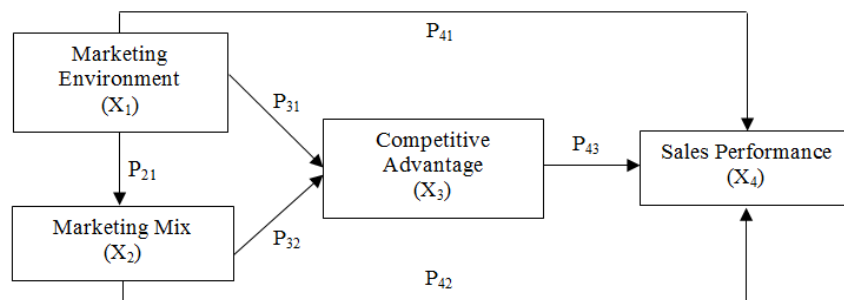 P₄₁
Marketing
Environment
(X₁)
P₃₁
Competitive
Advantage
(X₃)
P₄₃
Sales Performance
(X₄)
P₂₁
Marketing Mix
(X₂)
P₃₂
P₄₂